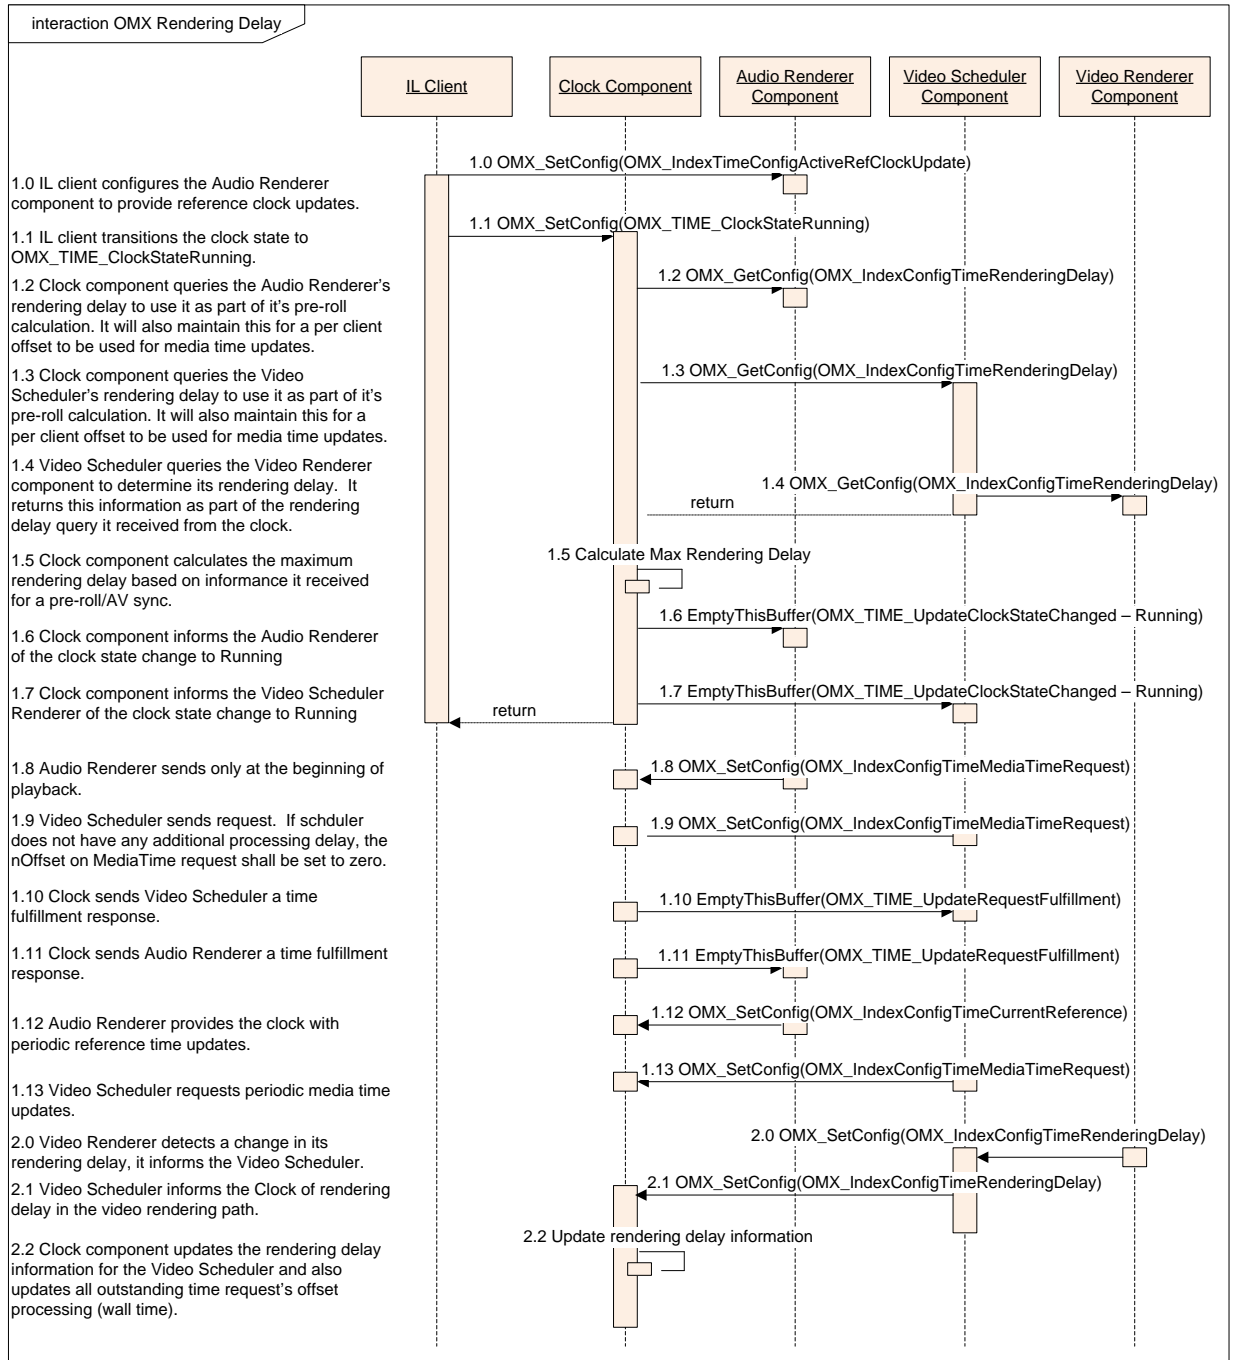 interaction OMX Rendering Delay
IL Client
Clock Component
Audio Renderer
Component
Video Scheduler
Component
Video Renderer
Component
1.0 OMX_SetConfig(OMX_IndexTimeConfigActiveRefClockUpdate)
1.0 IL client configures the Audio Renderer
component to provide reference clock updates.
1.1 OMX_SetConfig(OMX_TIME_ClockStateRunning)
1.1 IL client transitions the clock state to
OMX_TIME_ClockStateRunning.
1.2 OMX_GetConfig(OMX_IndexConfigTimeRenderingDelay)
1.2 Clock component queries the Audio Renderer's
rendering delay to use it as part of it's pre-roll
calculation. It will also maintain this for a per client
offset to be used for media time updates.
1.3 OMX_GetConfig(OMX_IndexConfigTimeRenderingDelay)
1.3 Clock component queries the Video
Scheduler's rendering delay to use it as part of it's
pre-roll calculation. It will also maintain this for a
per client offset to be used for media time updates.
1.4 Video Scheduler queries the Video Renderer
component to determine its rendering delay.  It
returns this information as part of the rendering
delay query it received from the clock.
1.4 OMX_GetConfig(OMX_IndexConfigTimeRenderingDelay)
return
1.5 Calculate Max Rendering Delay
1.5 Clock component calculates the maximum
rendering delay based on informance it received
for a pre-roll/AV sync.
1.6 EmptyThisBuffer(OMX_TIME_UpdateClockStateChanged – Running)
1.6 Clock component informs the Audio Renderer
of the clock state change to Running
1.7 EmptyThisBuffer(OMX_TIME_UpdateClockStateChanged – Running)
1.7 Clock component informs the Video Scheduler
Renderer of the clock state change to Running
return
1.8 OMX_SetConfig(OMX_IndexConfigTimeMediaTimeRequest)
1.8 Audio Renderer sends only at the beginning of
playback.
1.9 OMX_SetConfig(OMX_IndexConfigTimeMediaTimeRequest)
1.9 Video Scheduler sends request.  If schduler
does not have any additional processing delay, the
nOffset on MediaTime request shall be set to zero.
1.10 EmptyThisBuffer(OMX_TIME_UpdateRequestFulfillment)
1.10 Clock sends Video Scheduler a time
fulfillment response.
1.11 EmptyThisBuffer(OMX_TIME_UpdateRequestFulfillment)
1.11 Clock sends Audio Renderer a time fulfillment
response.
1.12 OMX_SetConfig(OMX_IndexConfigTimeCurrentReference)
1.12 Audio Renderer provides the clock with
periodic reference time updates.
1.13 OMX_SetConfig(OMX_IndexConfigTimeMediaTimeRequest)
1.13 Video Scheduler requests periodic media time
updates.
2.0 OMX_SetConfig(OMX_IndexConfigTimeRenderingDelay)
2.0 Video Renderer detects a change in its
rendering delay, it informs the Video Scheduler.
2.1 OMX_SetConfig(OMX_IndexConfigTimeRenderingDelay)
2.1 Video Scheduler informs the Clock of rendering
delay in the video rendering path.
2.2 Update rendering delay information
2.2 Clock component updates the rendering delay
information for the Video Scheduler and also
updates all outstanding time request's offset
processing (wall time).